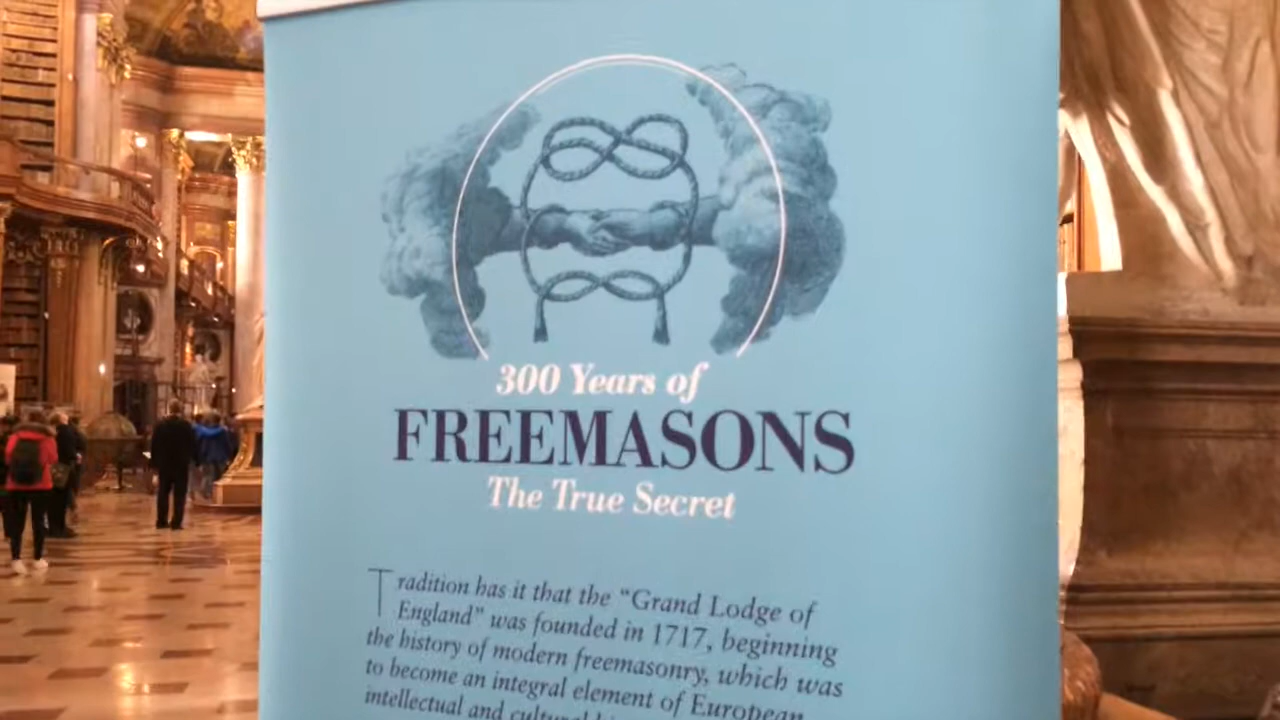 300 Years of
FREEMASONS
The True Secret
Tradition has it that the “Grand Lodge of
England” was founded in 1717, beginning
the history of modern freemasonry, which was
to become an integral element of European
intellectual and cultural